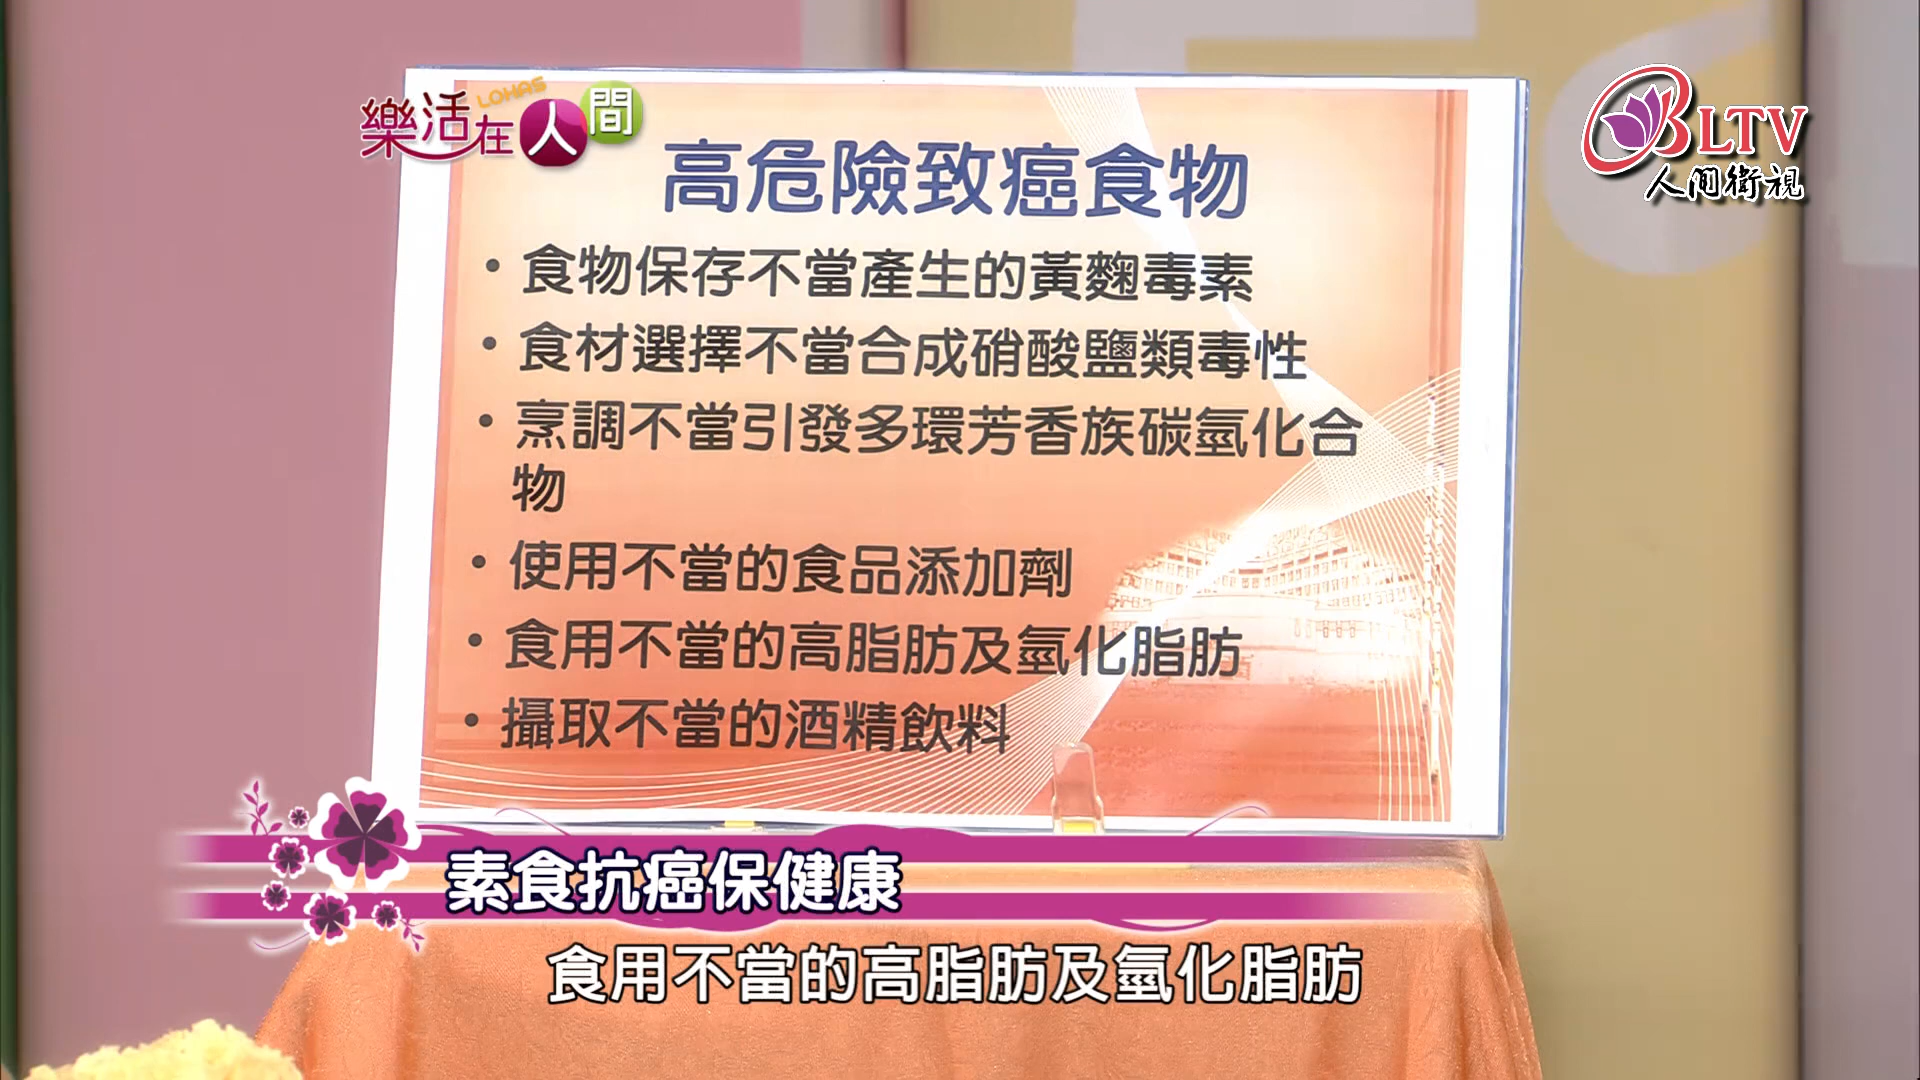 樂活在人間
LOHAS
BLTV
人間衛視
高危險致癌食物
• 食物保存不當產生的黃麴毒素
• 食材選擇不當合成硝酸鹽類毒性
• 烹調不當引發多環芳香族碳氫化合
物
• 使用不當的食品添加劑
• 食用不當的高脂肪及氫化脂肪
• 攝取不當的酒精飲料
素食抗癌保健康
食用不當的高脂肪及氫化脂肪